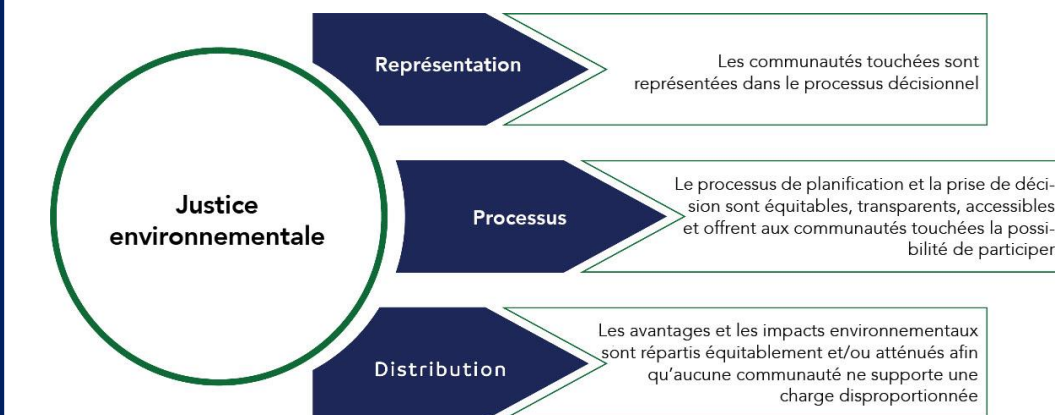 Justice
environnementale
Représentation
Les communautés touchées sont
représentées dans le processus décisionnel
Processus
Le processus de planification et la prise de déci-
sion sont équitables, transparents, accessibles
et offrent aux communautés touchées la possi-
bilité de participer
Distribution
Les avantages et les impacts environnementaux
sont répartis équitablement et/ou atténués afin
qu'aucune communauté ne supporte une
charge disproportionnée